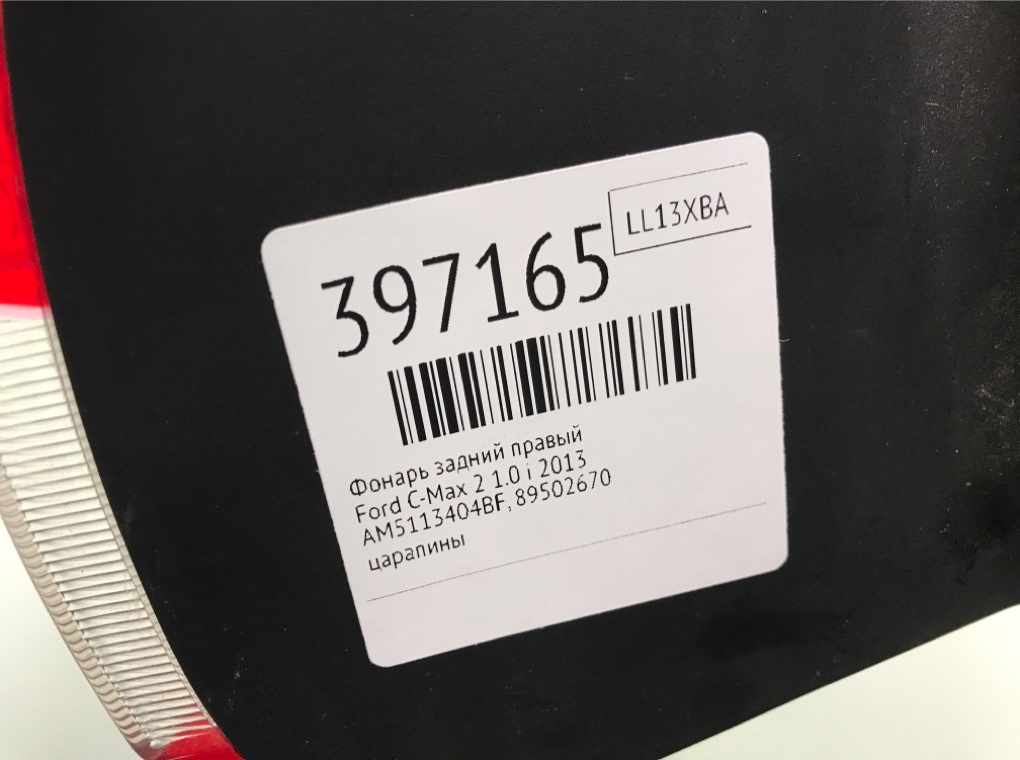 LL13XBA
397165
Фонарь задний правый
Ford C-Max 2 1.0 i 2013
AM5113404BF, 89502670
царапины